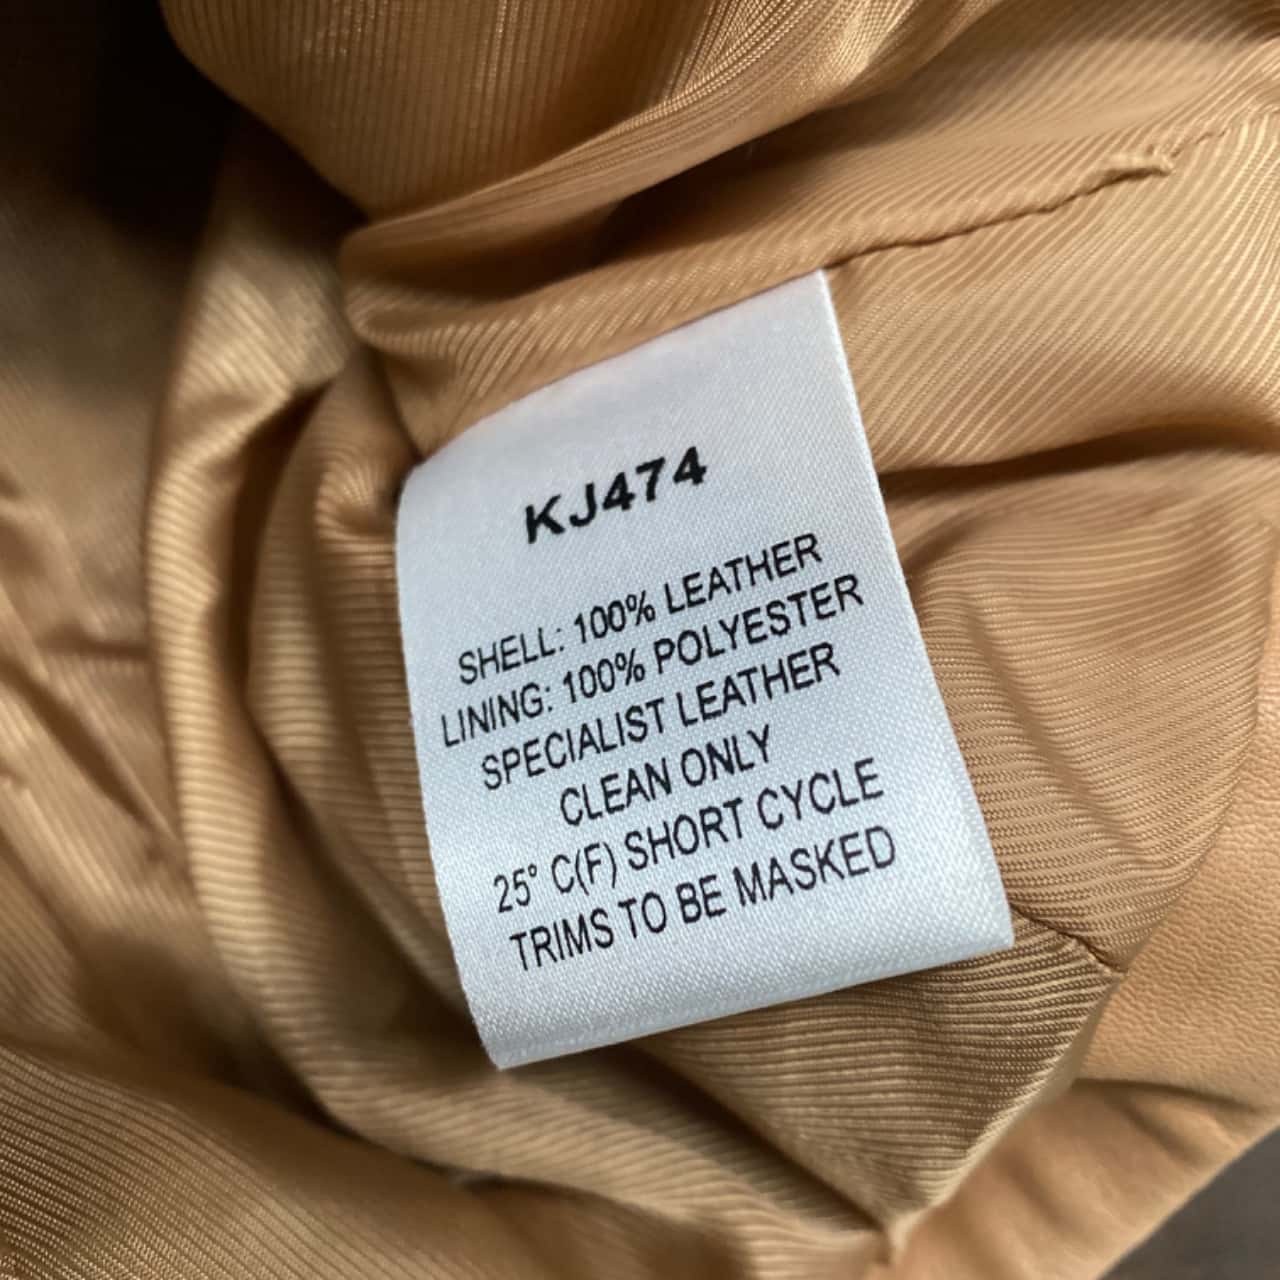 KJ474
SHELL: 100% LEATHER
LINING: 100% POLYESTER
SPECIALIST LEATHER
CLEAN ONLY
25° C(F) SHORT CYCLE
TRIMS TO BE MASKED